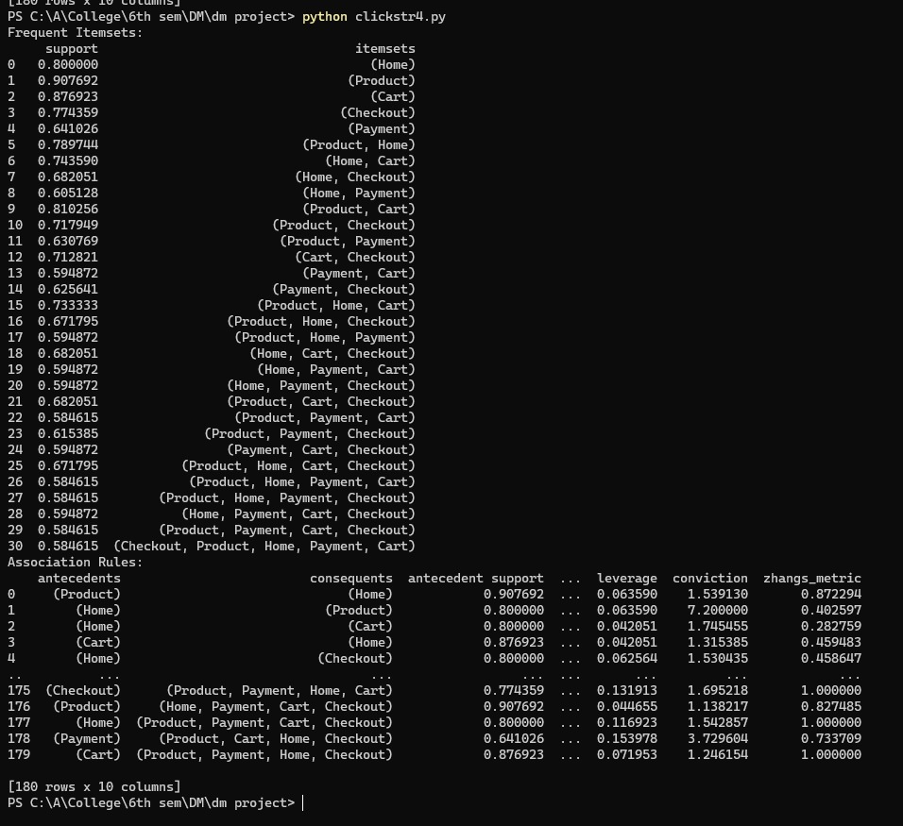 [180 rows x 10 columns]
PS C:\A\College\6th sem\DM\dm project> python clickstr4.py
Frequent Itemsets:
     support                                itemsets
0   0.800000                                  (Home)
1   0.907692                               (Product)
2   0.876923                                  (Cart)
3   0.774359                              (Checkout)
4   0.641026                               (Payment)
5   0.789744                         (Product, Home)
6   0.743590                            (Home, Cart)
7   0.682051                        (Home, Checkout)
8   0.605128                         (Home, Payment)
9   0.810256                         (Product, Cart)
10  0.717949                     (Product, Checkout)
11  0.630769                      (Product, Payment)
12  0.712821                        (Cart, Checkout)
13  0.594872                         (Payment, Cart)
14  0.625641                     (Payment, Checkout)
15  0.733333                   (Product, Home, Cart)
16  0.671795               (Product, Home, Checkout)
17  0.594872                (Product, Home, Payment)
18  0.682051                  (Home, Cart, Checkout)
19  0.594872                   (Home, Payment, Cart)
20  0.594872               (Home, Payment, Checkout)
21  0.682051               (Product, Cart, Checkout)
22  0.584615                (Product, Payment, Cart)
23  0.615385            (Product, Payment, Checkout)
24  0.594872               (Payment, Cart, Checkout)
25  0.671795         (Product, Home, Cart, Checkout)
26  0.584615          (Product, Home, Payment, Cart)
27  0.584615      (Product, Home, Payment, Checkout)
28  0.594872         (Home, Payment, Cart, Checkout)
29  0.584615      (Product, Payment, Cart, Checkout)
30  0.584615  (Checkout, Product, Home, Payment, Cart)
Association Rules:
    antecedents                        consequents  antecedent support  ...  leverage  conviction  zhangs_metric
0     (Product)                             (Home)            0.907692  ...  0.063590    1.539130       0.872294
1        (Home)                          (Product)            0.800000  ...  0.063590    7.200000       0.402597
2        (Home)                             (Cart)            0.800000  ...  0.042051    1.745455       0.282759
3        (Cart)                             (Home)            0.876923  ...  0.042051    1.315385       0.459483
4        (Home)                         (Checkout)            0.800000  ...  0.062564    1.530435       0.458647
..          ...                                ...                 ...  ...       ...         ...            ...
175  (Checkout)     (Product, Payment, Home, Cart)            0.774359  ...  0.131913    1.695218       1.000000
176   (Product)    (Home, Payment, Cart, Checkout)            0.907692  ...  0.044655    1.138217       0.827485
177      (Home)  (Product, Payment, Cart, Checkout)            0.800000  ...  0.116923    1.542857       1.000000
178   (Payment)     (Product, Cart, Home, Checkout)            0.641026  ...  0.153978    3.729604       0.733709
179      (Cart)  (Product, Payment, Home, Checkout)            0.876923  ...  0.071953    1.246154       1.000000
[180 rows x 10 columns]
PS C:\A\College\6th sem\DM\dm project>